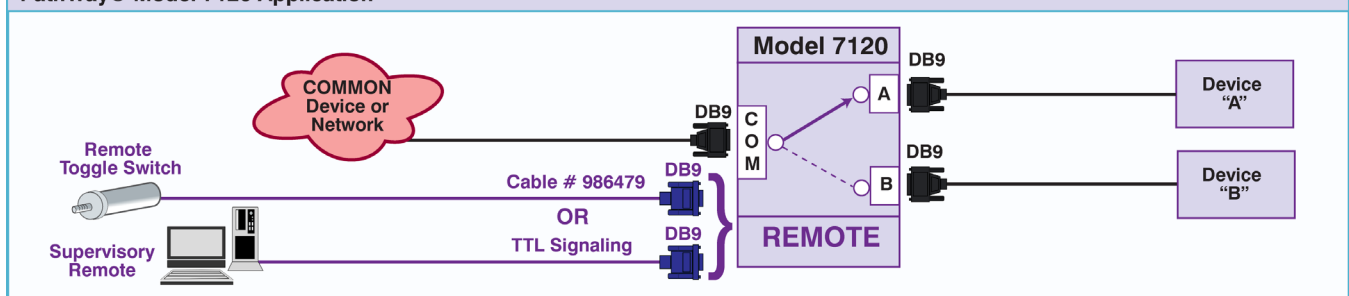 Model 7120
DB9
COMMON
Device or
Network
DB9
C
O
M
A
B
Device
“A”
DB9
Device
“B”
Remote
Toggle Switch
Cable # 986479
DB9
OR
TTL Signaling
DB9
Supervisory
Remote
REMOTE